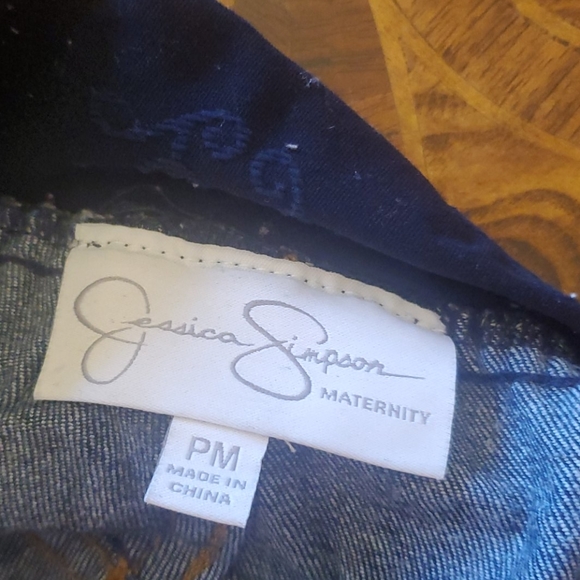 Jessica Simpson
MATERNITY
PM
MADE IN
CHINA